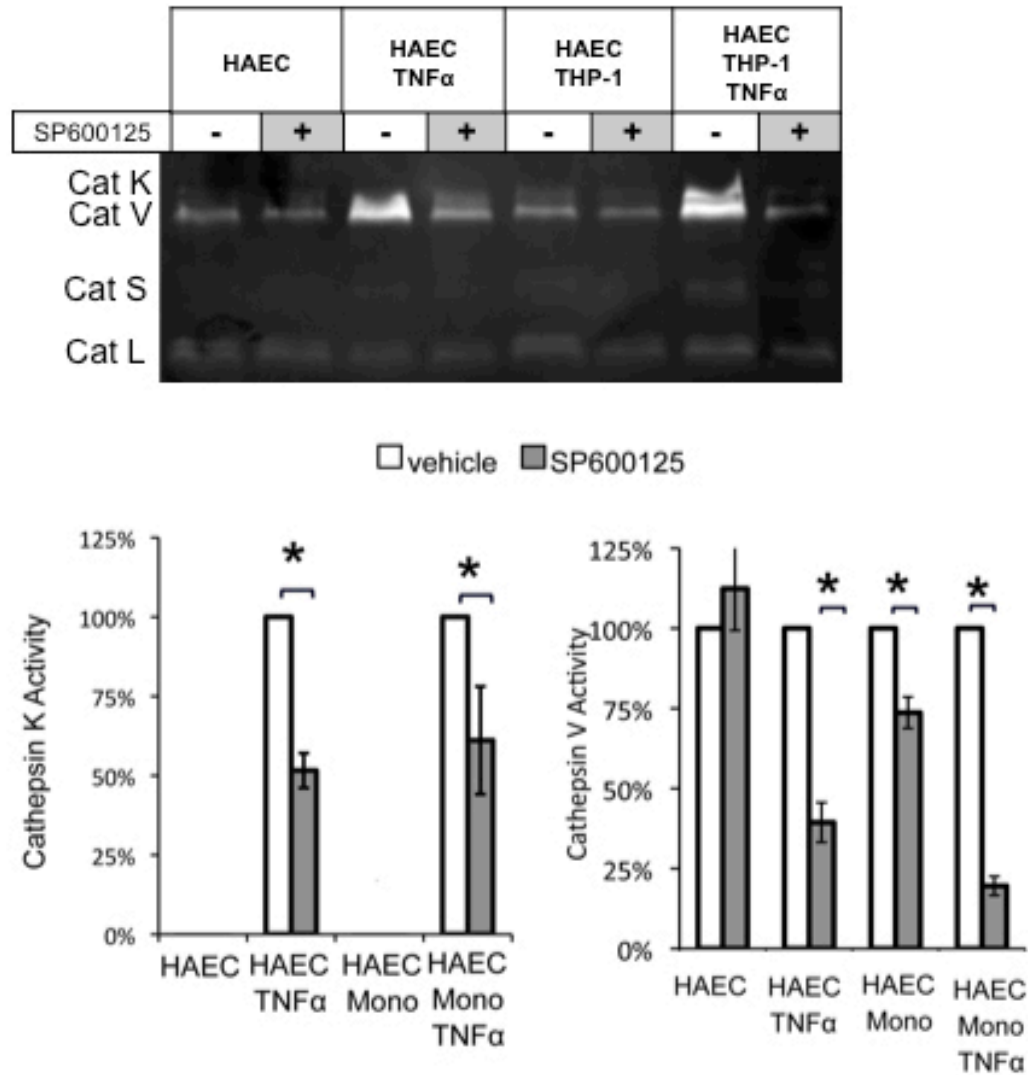 HAEC
HAEC
TNFα
HAEC
THP-1
HAEC
THP-1
TNFα
SP600125
- + - + - + - +
Cat K
Cat V
Cat S
Cat L
vehicle SP600125
Cathepsin K Activity
125%
100%
75%
50%
25%
0%
* *
HAEC
HAEC
TNFα
HAEC
Mono
HAEC
Mono
TNFα
Cathepsin V Activity
125%
100%
75%
50%
25%
0%
* * *
HAEC
HAEC
TNFα
HAEC
Mono
HAEC
Mono
TNFα